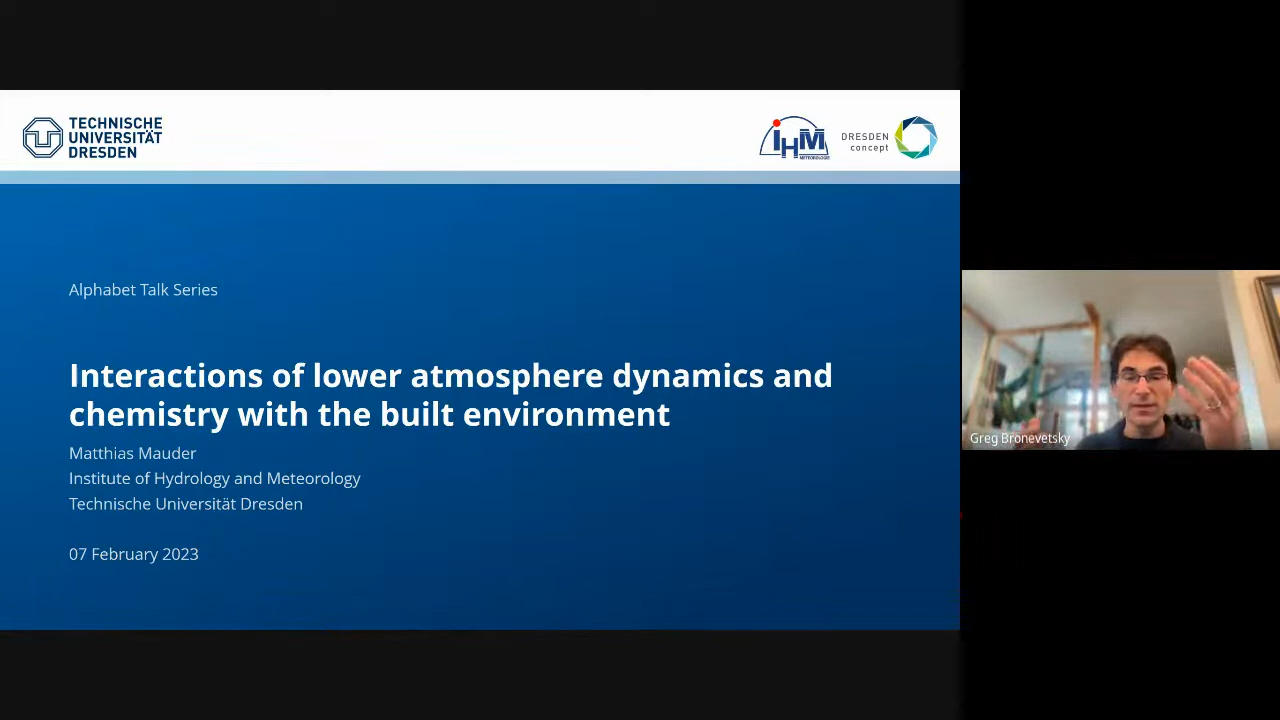 TECHNISCHE
UNIVERSITÄT
DRESDEN
IHM
METEOROLOGIE
DRESDEN
concept
Alphabet Talk Series
Interactions of lower atmosphere dynamics and
chemistry with the built environment
Matthias Mauder
Institute of Hydrology and Meteorology
Technische Universität Dresden
07 February 2023
Greg Bronevetsky